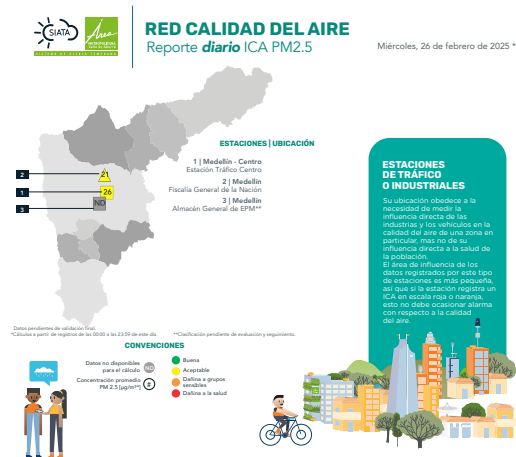 SIATA
Área
METROPOLITANA
Valle de Aburrá
RED CALIDAD DEL AIRE
Reporte diario ICA PM2.5
Miércoles, 26 de febrero de 2025 *
ESTACIONES | UBICACIÓN
1 | Medellín - Centro
Estación Tráfico Centro
2 | Medellín
Fiscalía General de la Nación
3 | Medellín
Almacén General de EPM**
2
21
1
26
3
ND
ESTACIONES
DE TRÁFICO
O INDUSTRIALES
Su ubicación obedece a la
necesidad de medir la
influencia directa de las
industrias y los vehículos en la
calidad del aire de una zona en
particular, mas no de su
influencia directa a la salud de
la población.
El área de influencia de los
datos registrados por este tipo
de estaciones es más pequeña,
así que si la estación registra un
ICA en escala roja o naranja,
esto no debe ocasionar alarma
con respecto a la calidad
del aire.
Datos pendientes de validación final.
*Cálculos a partir de registros de las 00:00 a las 23:59 de este día.
**Clasificación pendiente de evaluación y seguimiento.
CONVENCIONES
Datos no disponibles
para el cálculo
ND
Concentración promedio
PM 2.5 (µg/m**)
#
Buena
Aceptable
Dañina a grupos
sensibles
Dañina a la salud